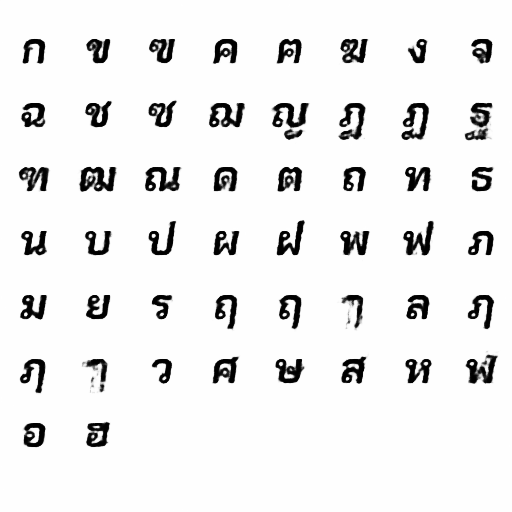 ก ข ฃ ค ฅ ฆ ง จ
ฉ ช ซ ฌ ญ ฎ ฏ ฐ
ฑ ฒ ณ ด ต ถ ท ธ
น บ ป ผ ฝ พ ฟ ภ
ม ย ร ฤ ฤ ล ฦ
ฦ ว ศ ษ ส ห ฬ
อ ฮ